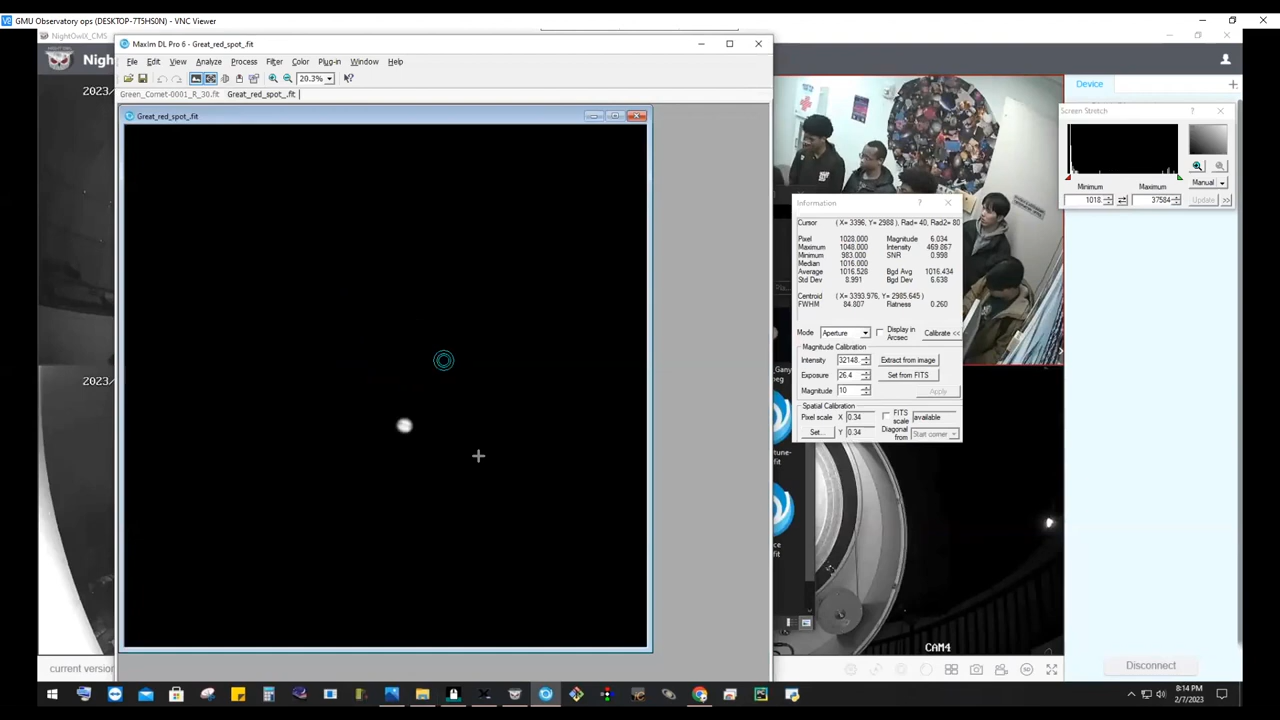 GMU Observatory ops (DESKTOP-7T5HS0N) - VNC Viewer
NightOwlX_CMS
Nigh
MaxIm DL Pro 6 - Great_red_spot_.fit
File Edit View Analyze Process Filter Color Plug-in Window Help
20.3%
Green_Comet-0001_R_30.fit Great_red_spot_.fit
Great_red_spot_.fit
2023/
2023/
current version
Device
Screen Stretch
Manual
Minimum Maximum
1018. 37584
Update >>
Information
Cursor ( X= 3396, Y= 2988 ), Rad= 40, Rad2= 80
Pixel 1028.000 Magnitude 6.034
Maximum 1048.000 Intensity 469.867
Minimum 983.000 SNR 0.998
Median 1016.000
Average 1016.528 Bgd Avg 1016.434
Std Dev 8.991 Bgd Dev 6.638
Centroid ( X= 3393.976, Y= 2985.645)
FWHM 84.807 Flatness 0.260
Mode Aperture Display in Arcsec Calibrate <<
Magnitude Calibration
Intensity 32148. Extract from image
Exposure 26.4 Set from FITS
Magnitude 10 Apply
Spatial Calibration
Pixel scale X 0.34 FITS scale available
Set... Y 0.34 Diagonal from Start corner
_Gany
peg
tune-
fit
ce
fit
CAM4
Disconnect
8:14 PM
2/7/2023